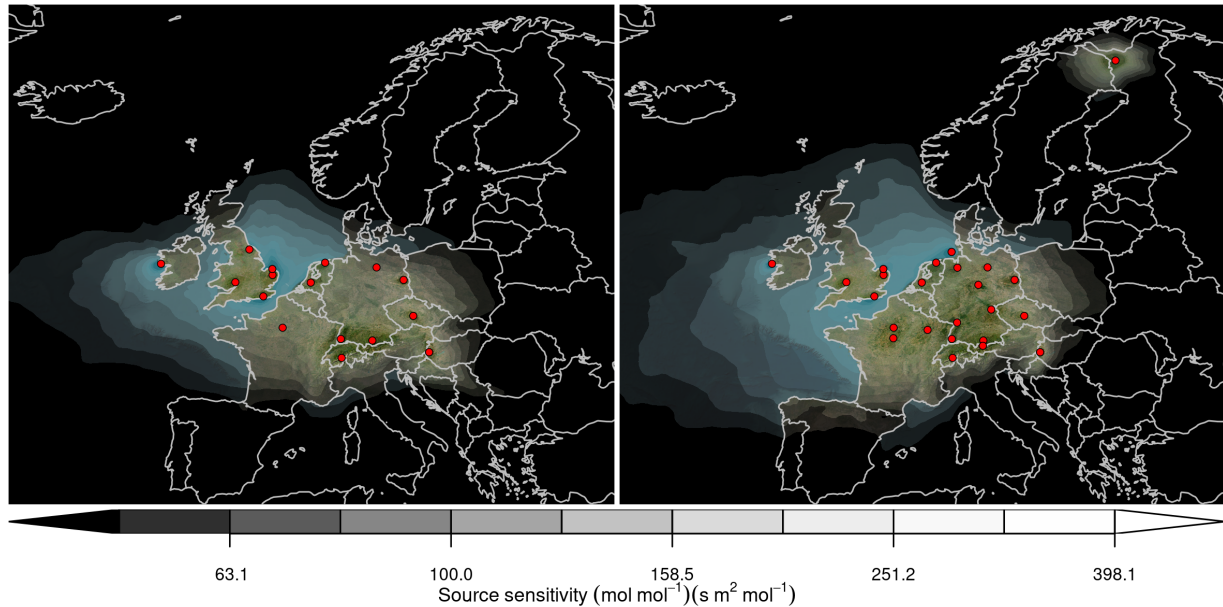 63.1 100.0 158.5 251.2 398.1
Source sensitivity (mol mol⁻¹)(s m² mol⁻¹)